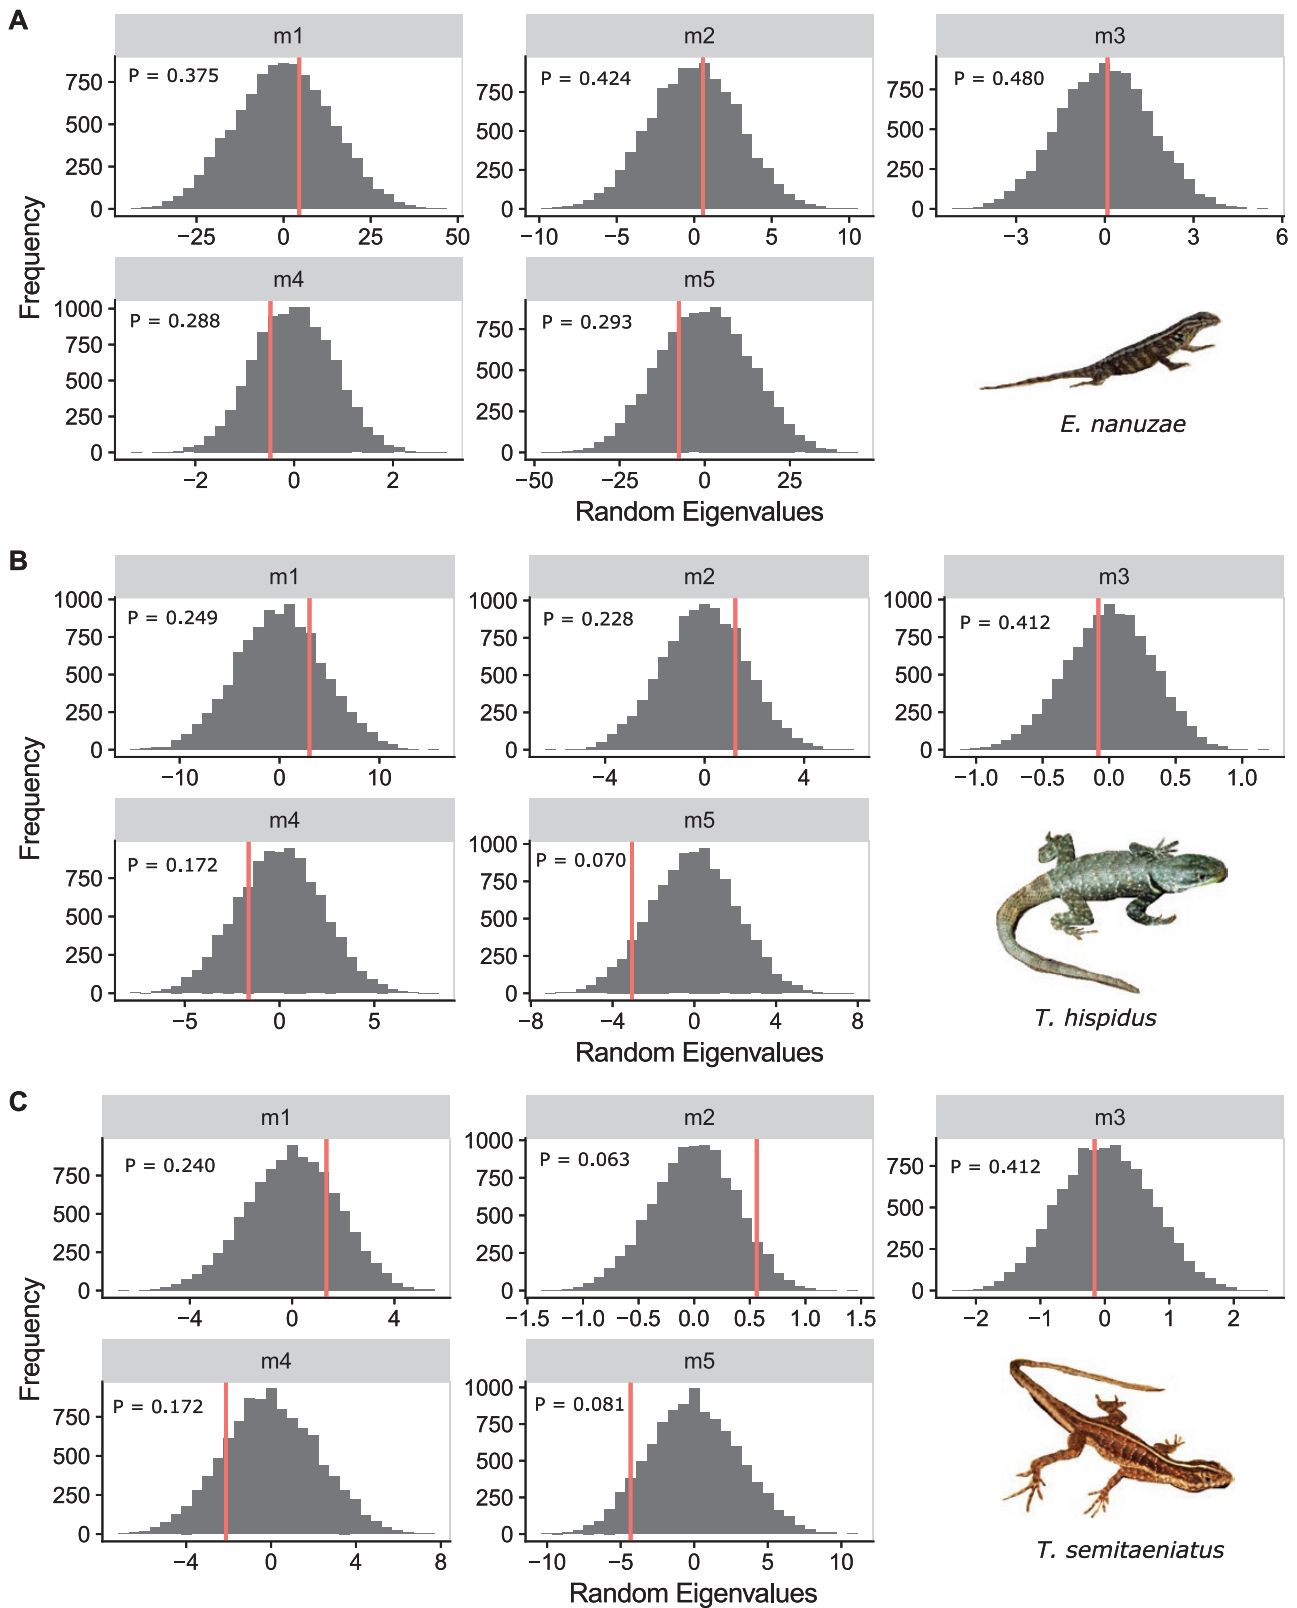 A
m1
m2
m3
P = 0.375
P = 0.424
P = 0.480
750
500
250
0
750
500
250
0
750
500
250
0
−25 0 25 50
−10 −5 0 5 10
−3 0 3 6
Frequency
m4
m5
P = 0.288
P = 0.293
1000
750
500
250
0
750
500
250
0
−2 0 2
−50 −25 0 25
E. nanuzae
Random Eigenvalues
B
m1
m2
m3
P = 0.249
P = 0.228
P = 0.412
1000
750
500
250
0
1000
750
500
250
0
1000
750
500
250
0
−10 0 10
−4 0 4
−1.0 −0.5 0.0 0.5 1.0
Frequency
m4
m5
P = 0.172
P = 0.070
750
500
250
0
1000
750
500
250
0
−5 0 5
−8 −4 0 4 8
T. hispidus
Random Eigenvalues
C
m1
m2
m3
P = 0.240
P = 0.063
P = 0.412
750
500
250
0
1000
750
500
250
0
750
500
250
0
−4 0 4
−1.5 −1.0 −0.5 0.0 0.5 1.0 1.5
−2 −1 0 1 2
Frequency
m4
m5
P = 0.172
P = 0.081
750
500
250
0
1000
750
500
250
0
−4 0 4 8
−10 −5 0 5 10
T. semitaeniatus
Random Eigenvalues